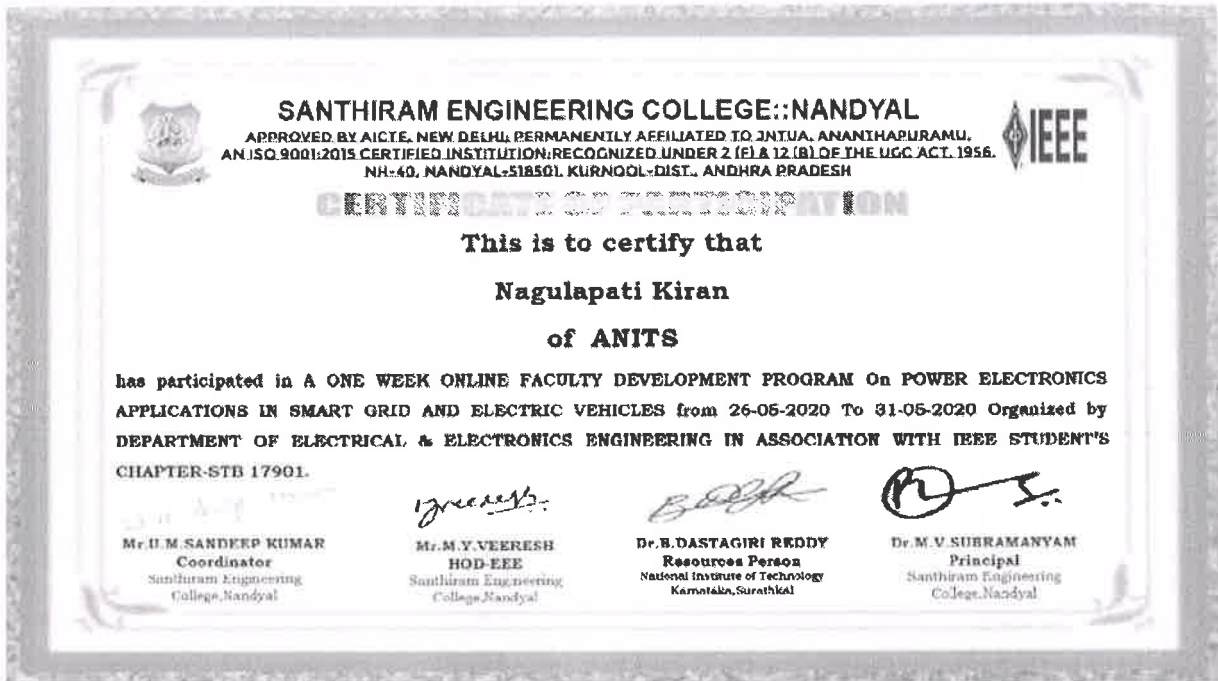 SANTHIRAM ENGINEERING COLLEGE::NANDYAL
APPROVED BY AICTE, NEW DELHI, PERMANENTLY AFFILIATED TO JNTUA, ANANTHAPURAMU,
AN ISO 9001:2015 CERTIFIED INSTITUTION:RECOGNIZED UNDER 2 (F) & 12 (B) OF THE UGC ACT, 1956.
NH-40, NANDYAL-518501. KURNOOL-DIST., ANDHRA PRADESH
IEEE
CERTIFICATE OF PARTICIPATION
This is to certify that
Nagulapati Kiran
of ANITS
has participated in A ONE WEEK ONLINE FACULTY DEVELOPMENT PROGRAM On POWER ELECTRONICS
APPLICATIONS IN SMART GRID AND ELECTRIC VEHICLES from 26-05-2020 To 31-05-2020 Organized by
DEPARTMENT OF ELECTRICAL & ELECTRONICS ENGINEERING IN ASSOCIATION WITH IEEE STUDENT'S
CHAPTER-STB 17901.
Mr.U.M.SANDEEP KUMAR
Coordinator
Santhiram Engineering
College,Nandyal
Mr.M.Y.VEERESH
HOD-EEE
Santhiram Engineering
College,Nandyal
Dr.B.DASTAGIRI REDDY
Resources Person
National Institute of Technology
Karnataka,Surathkal
Dr.M.V.SUBRAMANYAM
Principal
Santhiram Engineering
College,Nandyal